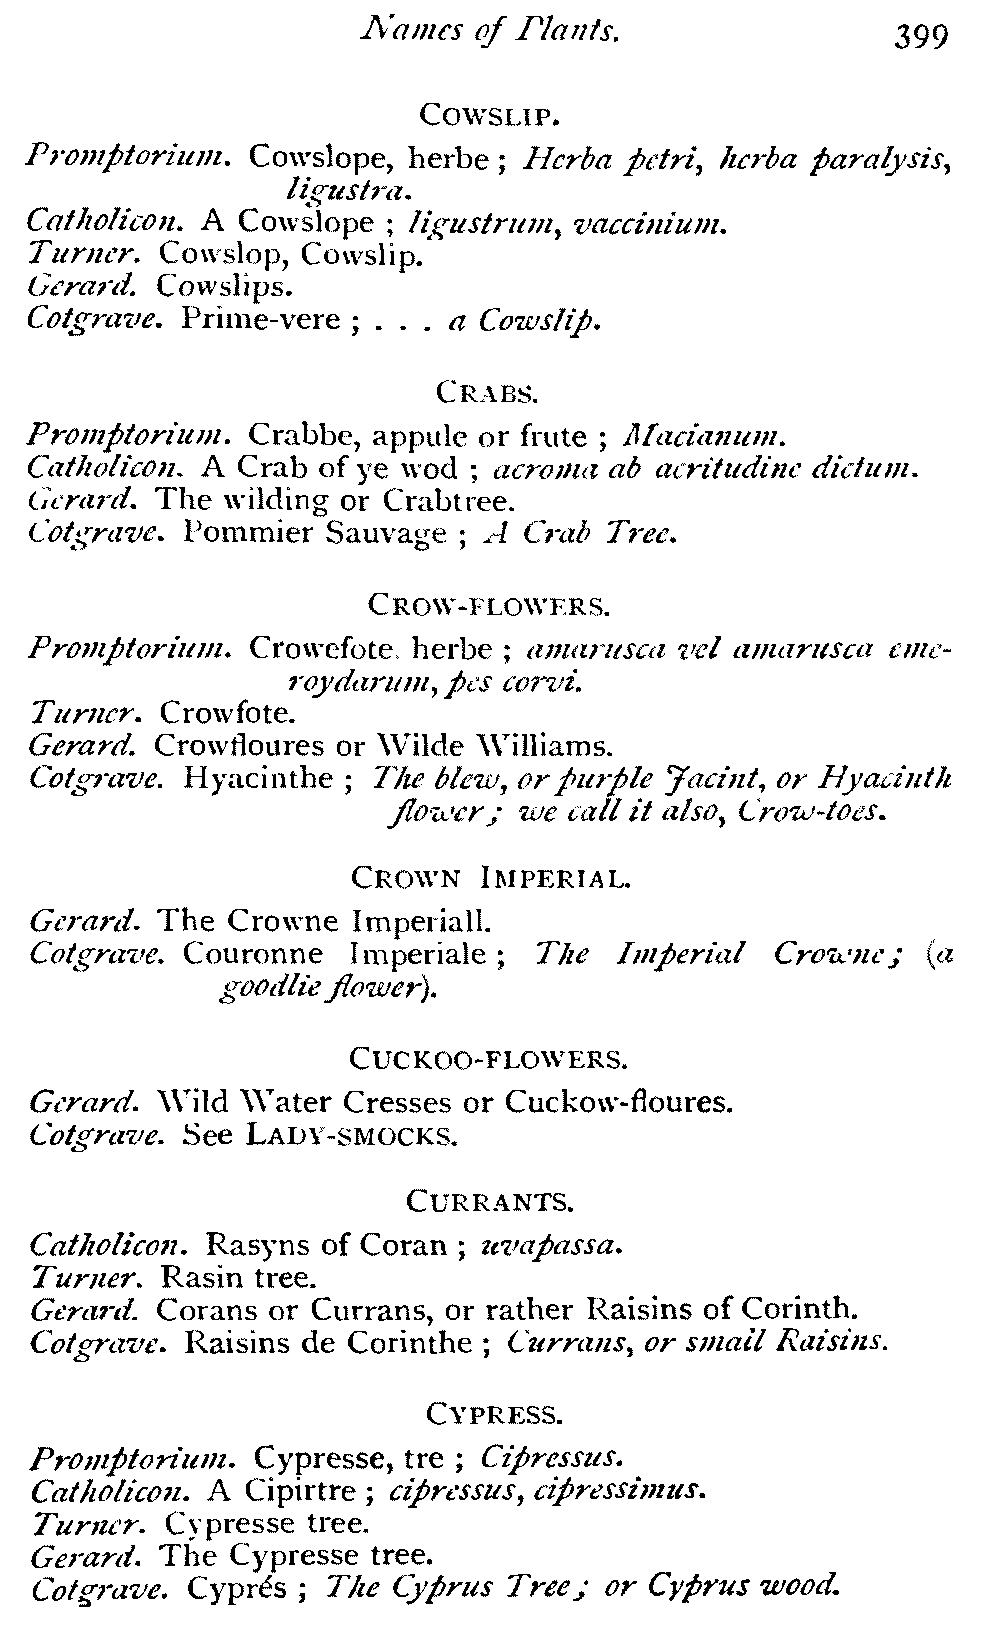 Names of Plants. 399
COWSLIP.
Promptorium. Cowslope, herbe ; Herba petri, herba paralysis,
ligustra.
Catholicon. A Cowslope ; ligustrum, vaccinium.
Turner. Cowslop, Cowslip.
Gerard. Cowslips.
Cotgrave. Prime-vere ; . . . a Cowslip.
CRABS.
Promptorium. Crabbe, appule or frute ; Macianum.
Catholicon. A Crab of ye wod ; acroma ab acritudine dictum.
Gerard. The wilding or Crabtree.
Cotgrave. Pommier Sauvage ; A Crab Tree.
CROW-FLOWERS.
Promptorium. Crowefote, herbe ; amarusca vel amarusca eme-
roydarum, pes corvi.
Turner. Crowfote.
Gerard. Crowfloures or Wilde Williams.
Cotgrave. Hyacinthe ; The blew, or purple Jacint, or Hyacinth
flower ; we call it also, Crow-toes.
CROWN IMPERIAL.
Gerard. The Crowne Imperiall.
Cotgrave. Couronne Imperiale ; The Imperial Crowne ; (a
goodlie flower).
CUCKOO-FLOWERS.
Gerard. Wild Water Cresses or Cuckow-floures.
Cotgrave. See LADY-SMOCKS.
CURRANTS.
Catholicon. Rasyns of Coran ; uvapassa.
Turner. Rasin tree.
Gerard. Corans or Currans, or rather Raisins of Corinth.
Cotgrave. Raisins de Corinthe ; Currans, or small Raisins.
CYPRESS.
Promptorium. Cypresse, tre ; Cipressus.
Catholicon. A Cipirtre ; cipressus, cipressimus.
Turner. Cypresse tree.
Gerard. The Cypresse tree.
Cotgrave. Cyprés ; The Cyprus Tree ; or Cyprus wood.